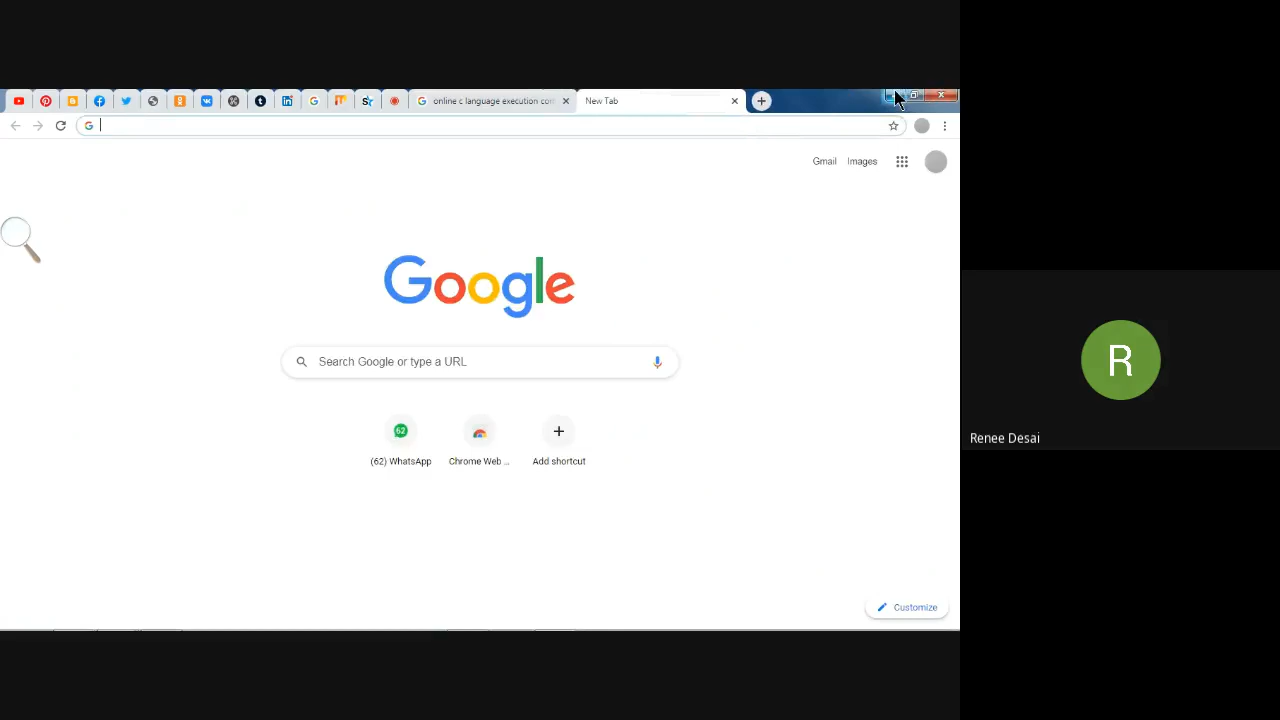 online c language execution com
New Tab
Gmail
Images
Google
Search Google or type a URL
(62) WhatsApp
Chrome Web ...
Add shortcut
Customize
R
Renee Desai